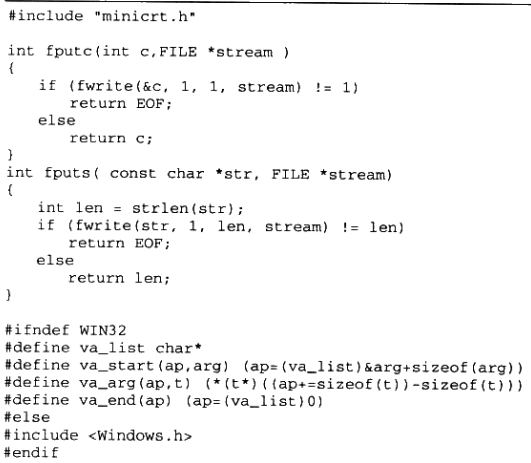 #include "minicrt.h"

int fputc(int c,FILE *stream )
{
    if (fwrite(&c, 1, 1, stream) != 1)
        return EOF;
    else
        return c;
}
int fputs( const char *str, FILE *stream)
{
    int len = strlen(str);
    if (fwrite(str, 1, len, stream) != len)
        return EOF;
    else
        return len;
}

#ifndef WIN32
#define va_list char*
#define va_start(ap,arg) (ap=(va_list)&arg+sizeof(arg))
#define va_arg(ap,t) (*(t*)((ap+=sizeof(t))-sizeof(t)))
#define va_end(ap) (ap=(va_list)0)
#else
#include <Windows.h>
#endif